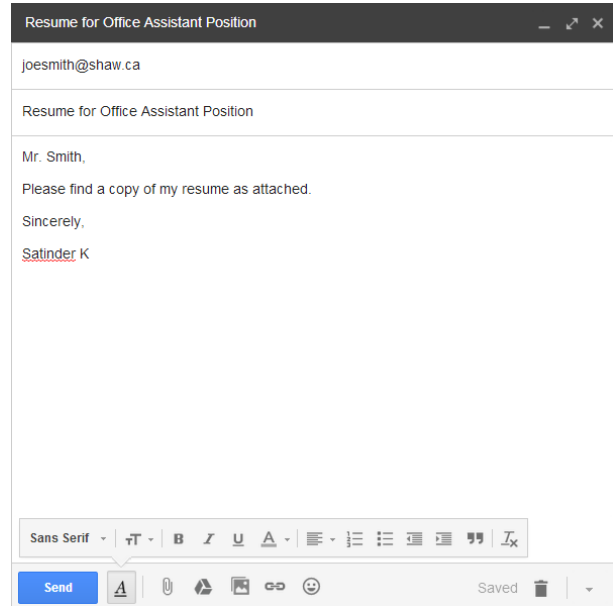 Resume for Office Assistant Position
joesmith@shaw.ca
Resume for Office Assistant Position
Mr. Smith,
Please find a copy of my resume as attached.
Sincerely,
Satinder K
Sans Serif
Send
Saved